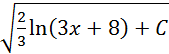 √(2/3 ln(3x + 8) + C)